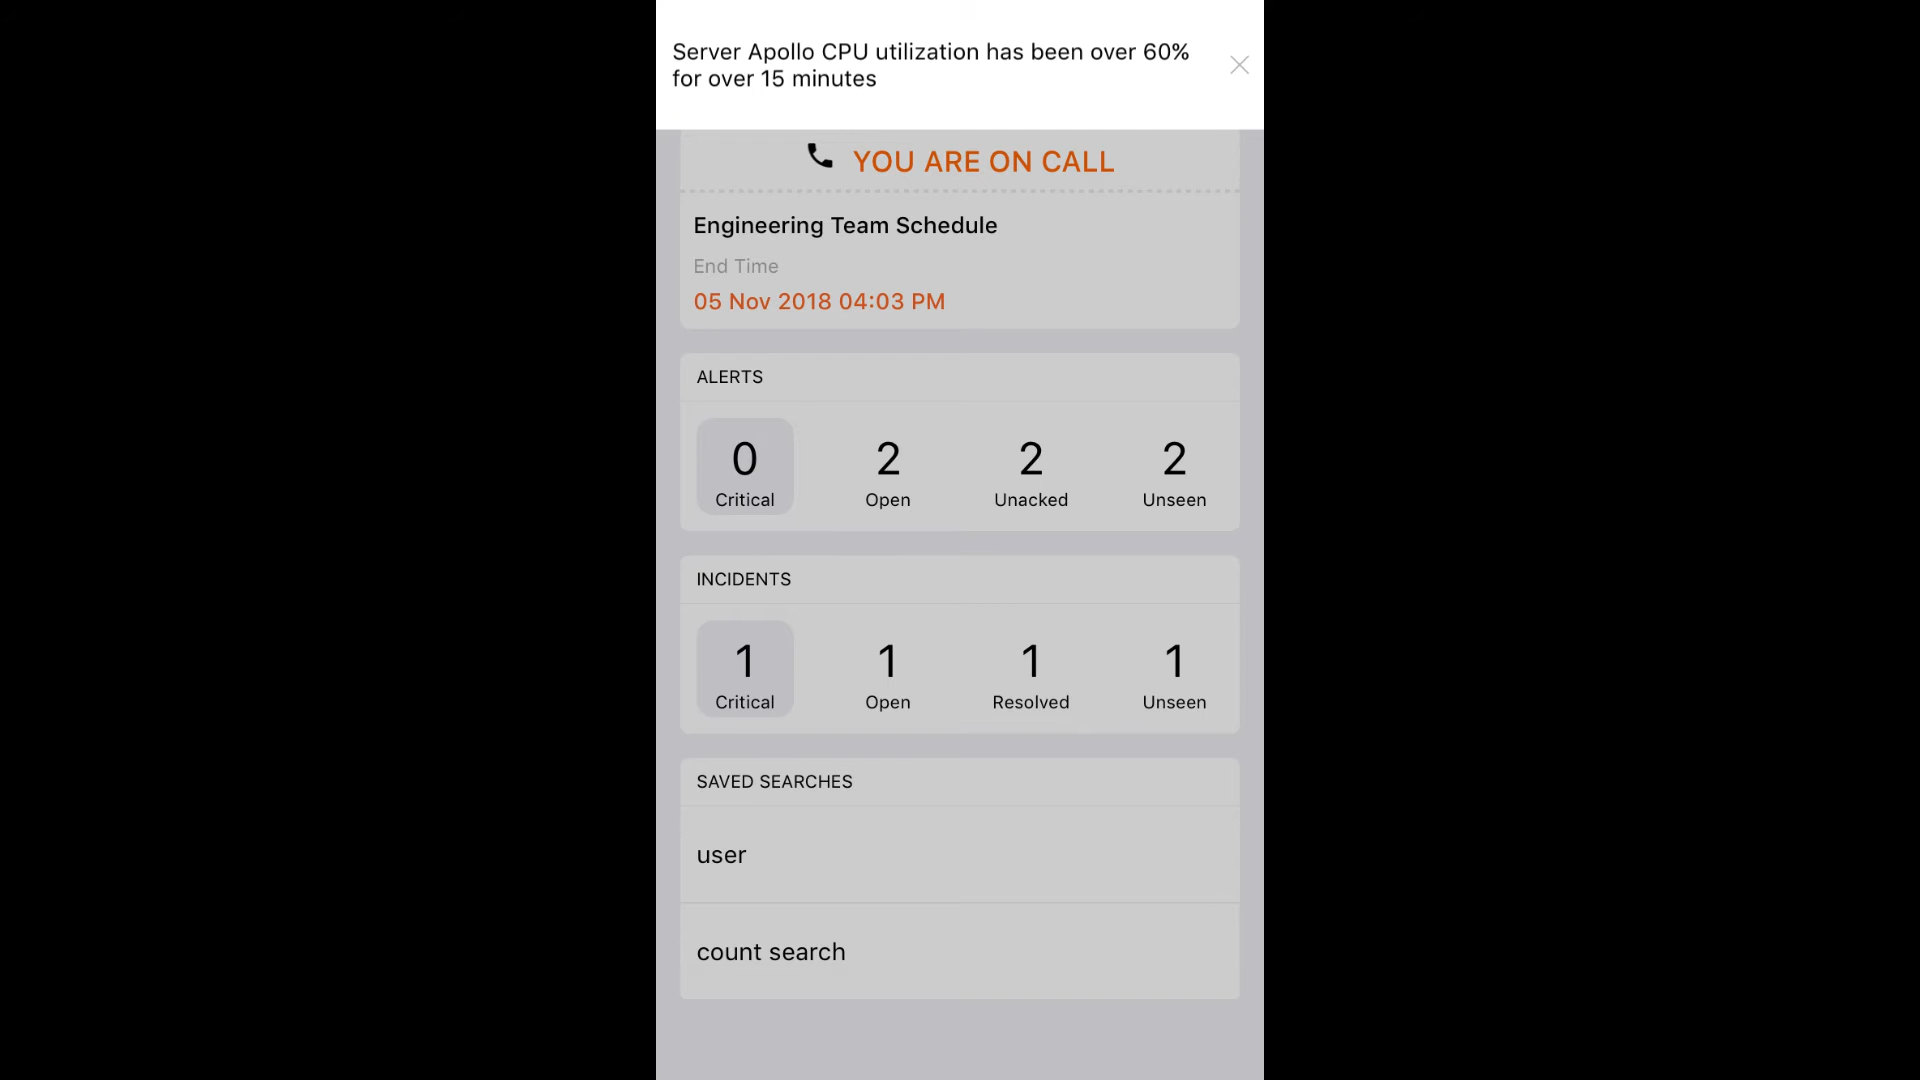 Server Apollo CPU utilization has been over 60%
for over 15 minutes
YOU ARE ON CALL
Engineering Team Schedule
End Time
05 Nov 2018 04:03 PM
ALERTS
0 2 2 2
Critical Open Unacked Unseen
INCIDENTS
1 1 1 1
Critical Open Resolved Unseen
SAVED SEARCHES
user
count search